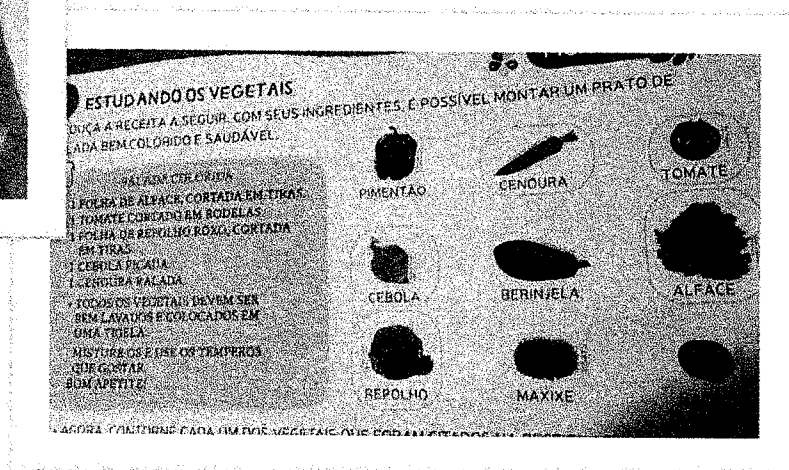 ESTUDANDO OS VEGETAIS
OUÇA A RECEITA A SEGUIR. COM SEUS INGREDIENTES, É POSSÍVEL MONTAR UM PRATO DE
SALADA BEM COLORIDO E SAUDÁVEL.
SALADA COLORIDA
1 FOLHA DE ALFACE, CORTADA EM TIRAS.
1 TOMATE CORTADO EM RODELAS.
1 FOLHA DE REPOLHO ROXO, CORTADA
EM TIRAS.
1 CEBOLA PICADA.
1 CENOURA RALADA.
TODOS OS VEGETAIS DEVEM SER
BEM LAVADOS E COLOCADOS EM
UMA TIGELA.
MISTURE-OS E USE OS TEMPEROS
QUE GOSTAR.
BOM APETITE!
PIMENTÃO
CENOURA
TOMATE
CEBOLA
BERINJELA
ALFACE
REPOLHO
MAXIXE
AGORA, CONTORNE CADA UM DOS VEGETAIS QUE FORAM CITADOS